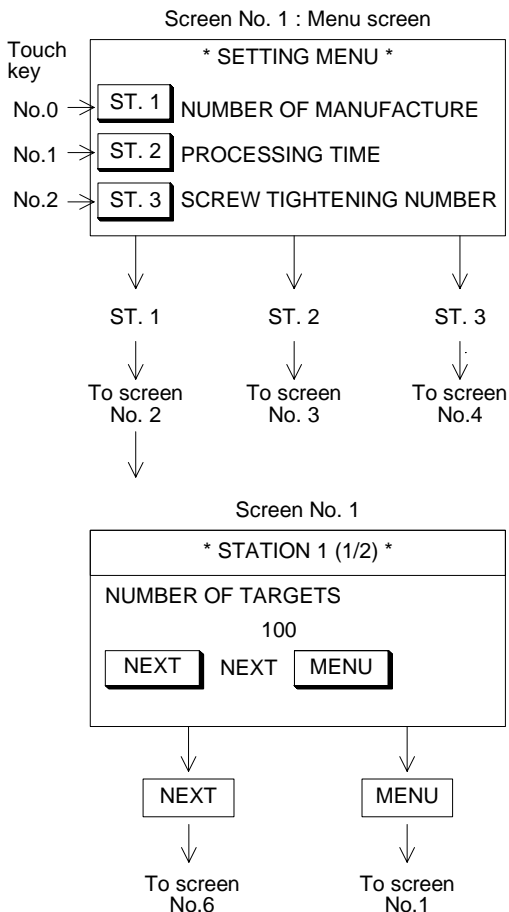 Screen No. 1 : Menu screen
Touch
key
* SETTING MENU *
No.0 ST. 1 NUMBER OF MANUFACTURE
No.1 ST. 2 PROCESSING TIME
No.2 ST. 3 SCREW TIGHTENING NUMBER
ST. 1 ST. 2 ST. 3
To screen To screen To screen
No. 2 No. 3 No.4
Screen No. 1
* STATION 1 (1/2) *
NUMBER OF TARGETS
100
NEXT NEXT MENU
NEXT MENU
To screen To screen
No.6 No.1